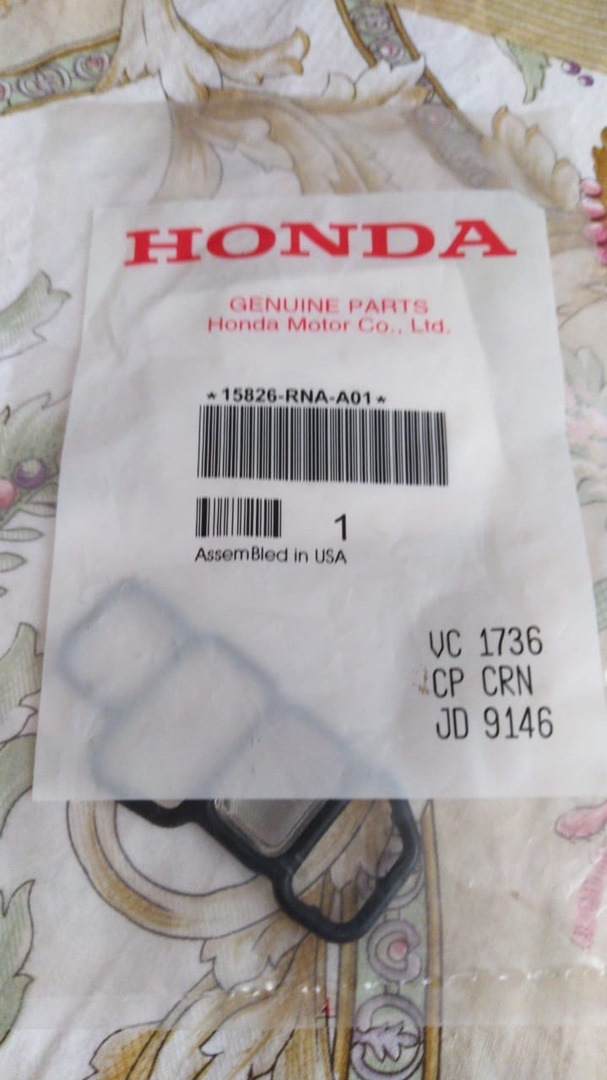 HONDA
GENUINE PARTS
Honda Motor Co., Ltd.
*15826-RNA-A01*
1
AssemBled in USA
VC 1736
CP CRN
JD 9146